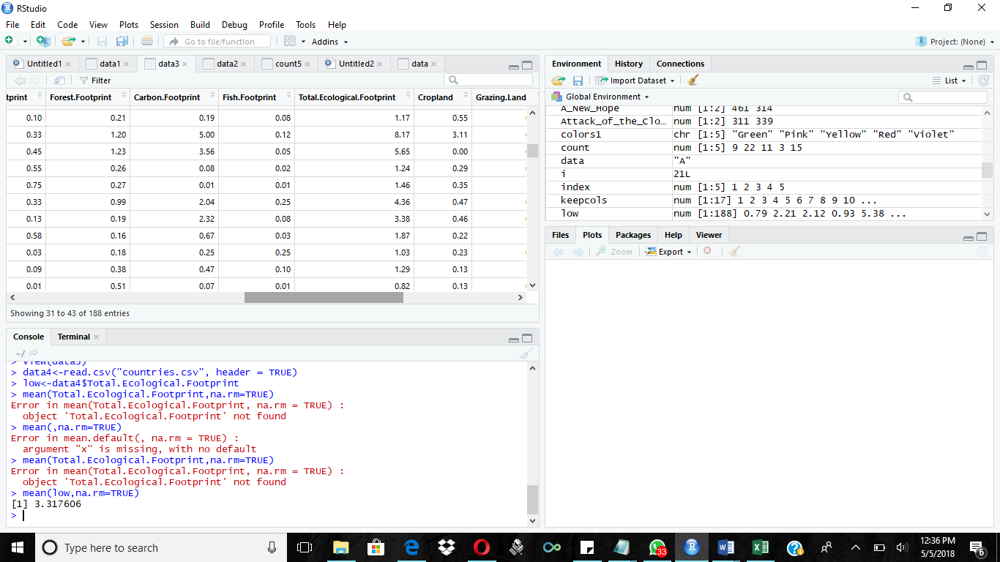 RStudio
File Edit Code View Plots Session Build Debug Profile Tools Help
Go to file/function Addins Project: (None)
Untitled1 data1 data3 data2 count5 Untitled2 data
Filter
tprint Forest.Footprint Carbon.Footprint Fish.Footprint Total.Ecological.Footprint Cropland Grazing.Land
0.10 0.21 0.19 0.08 1.17 0.55
0.33 1.20 5.00 0.12 8.17 3.11
0.45 1.23 3.56 0.05 5.65 0.00
0.55 0.26 0.08 0.02 1.24 0.29
0.75 0.27 0.01 0.01 1.46 0.35
0.33 0.99 2.04 0.25 4.36 0.47
0.13 0.19 2.32 0.08 3.38 0.46
0.58 0.16 0.67 0.03 1.87 0.22
0.03 0.18 0.25 0.25 1.03 0.23
0.09 0.38 0.47 0.10 1.29 0.13
0.01 0.51 0.07 0.01 0.82 0.13
Showing 31 to 43 of 188 entries
Console Terminal
~/
> View(data3)
> data4<-read.csv("countries.csv", header = TRUE)
> low<-data4$Total.Ecological.Footprint
> mean(Total.Ecological.Footprint,na.rm=TRUE)
Error in mean(Total.Ecological.Footprint, na.rm = TRUE) :
object 'Total.Ecological.Footprint' not found
> mean(,na.rm=TRUE)
Error in mean.default(, na.rm = TRUE) :
argument "x" is missing, with no default
> mean(Total.Ecological.Footprint,na.rm=TRUE)
Error in mean(Total.Ecological.Footprint, na.rm = TRUE) :
object 'Total.Ecological.Footprint' not found
> mean(low,na.rm=TRUE)
[1] 3.317606
>
Environment History Connections
Import Dataset List
Global Environment
A_New_Hope num [1:2] 461 314
Attack_of_the_Clo… num [1:2] 311 339
colors1 chr [1:5] "Green" "Pink" "Yellow" "Red" "Violet"
count num [1:5] 9 22 11 3 15
data "A"
i 21L
index num [1:5] 1 2 3 4 5
keepcols num [1:17] 1 2 3 4 5 6 7 8 9 10 ...
low num [1:188] 0.79 2.21 2.12 0.93 5.38 ...
Files Plots Packages Help Viewer
Zoom Export
Type here to search
33
12:36 PM
5/5/2018
6